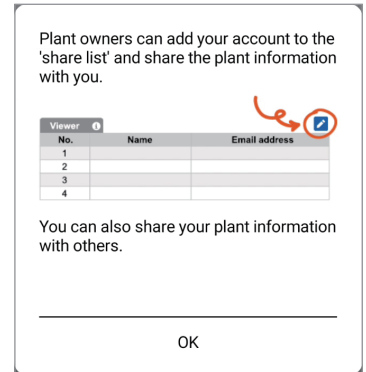 Plant owners can add your account to the
'share list' and share the plant information
with you.
Viewer i
No. Name Email address
1
2
3
4
You can also share your plant information
with others.
OK